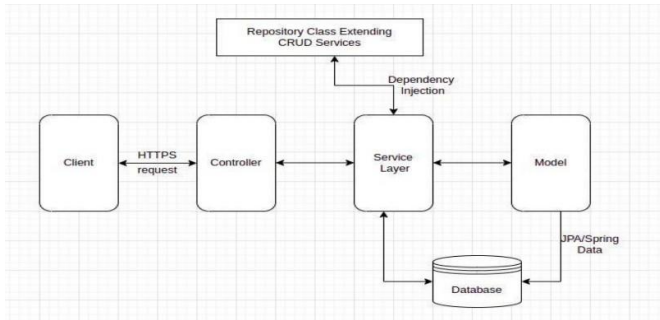 Repository Class Extending
CRUD Services
Dependency
Injection
Client
HTTPS
request
Controller
Service
Layer
Model
JPA/Spring
Data
Database